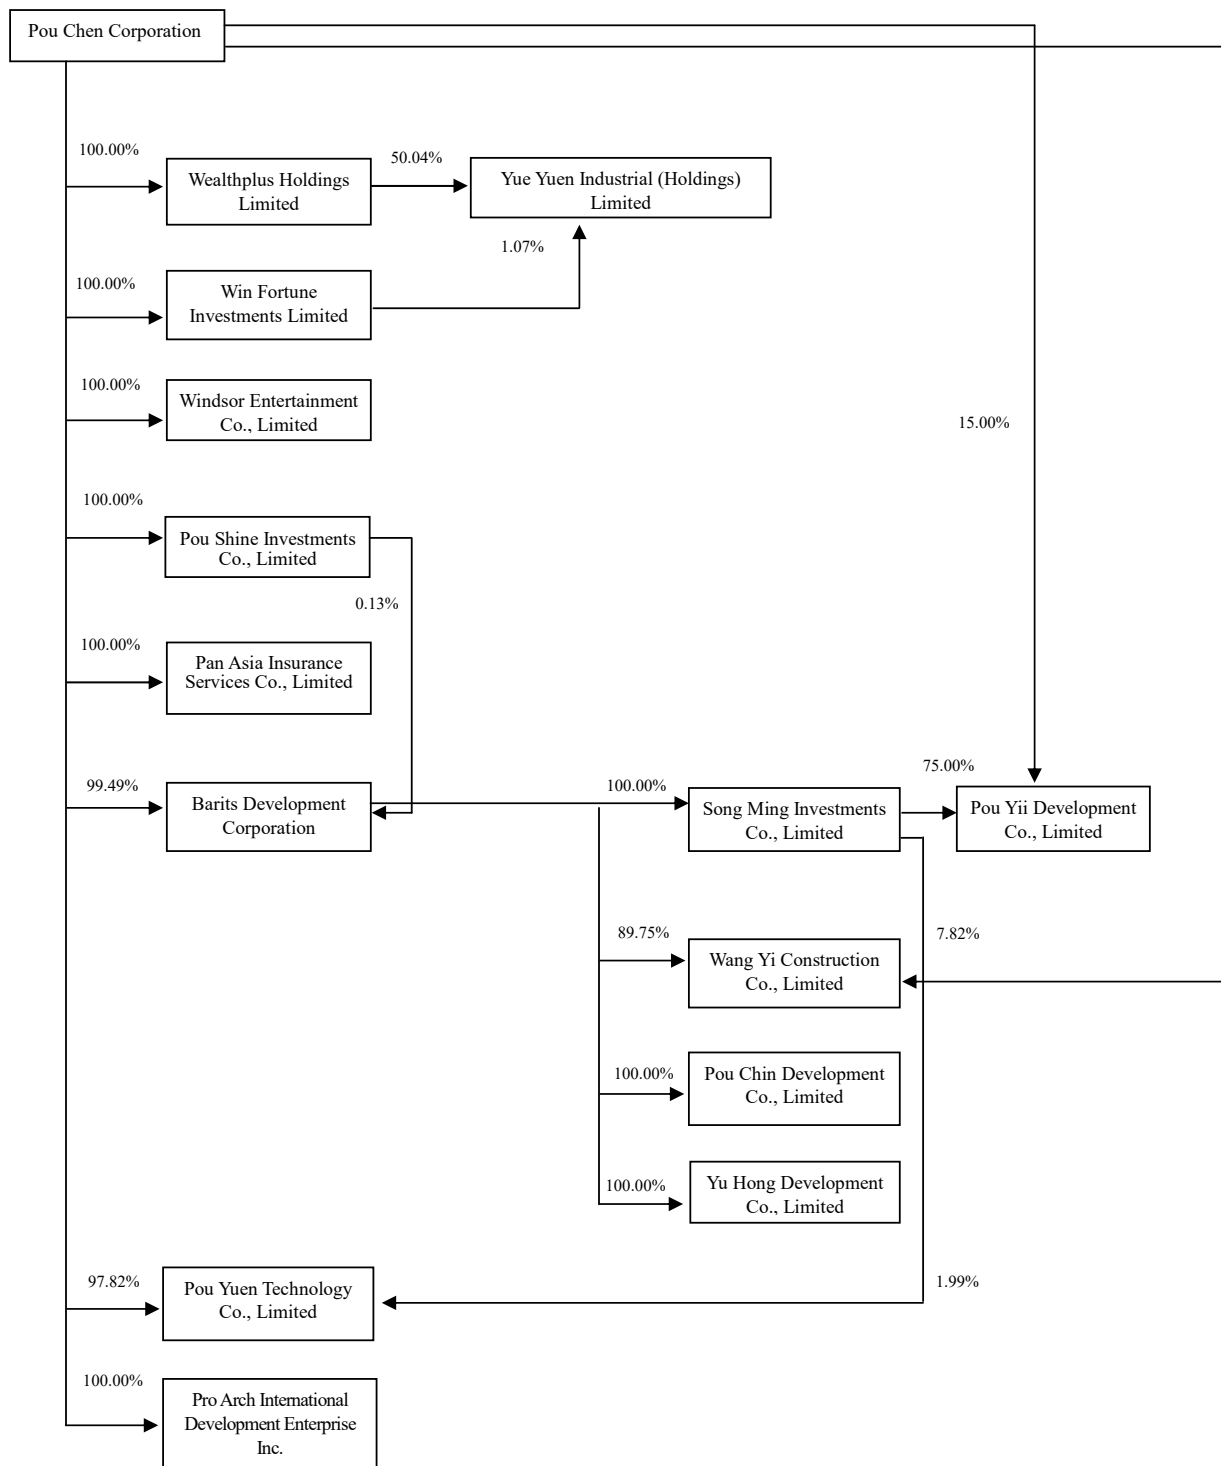 Pou Chen Corporation
100.00%
Wealthplus Holdings
Limited
50.04%
Yue Yuen Industrial (Holdings)
Limited
1.07%
100.00%
Win Fortune
Investments Limited
100.00%
Windsor Entertainment
Co., Limited
15.00%
100.00%
Pou Shine Investments
Co., Limited
0.13%
100.00%
Pan Asia Insurance
Services Co., Limited
99.49%
Barits Development
Corporation
100.00%
Song Ming Investments
Co., Limited
75.00%
Pou Yii Development
Co., Limited
89.75%
Wang Yi Construction
Co., Limited
7.82%
100.00%
Pou Chin Development
Co., Limited
100.00%
Yu Hong Development
Co., Limited
97.82%
Pou Yuen Technology
Co., Limited
1.99%
100.00%
Pro Arch International
Development Enterprise
Inc.